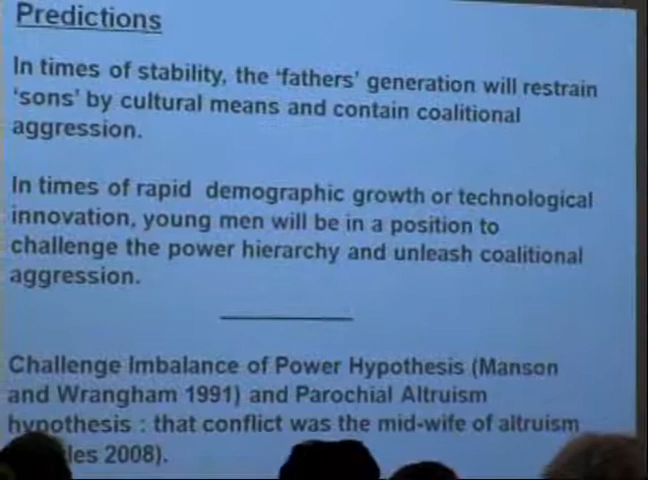 Predictions
In times of stability, the 'fathers' generation will restrain
'sons' by cultural means and contain coalitional
aggression.
In times of rapid demographic growth or technological
innovation, young men will be in a position to
challenge the power hierarchy and unleash coalitional
aggression.
Challenge Imbalance of Power Hypothesis (Manson
and Wrangham 1991) and Parochial Altruism
hypothesis : that conflict was the mid-wife of altruism
2008).